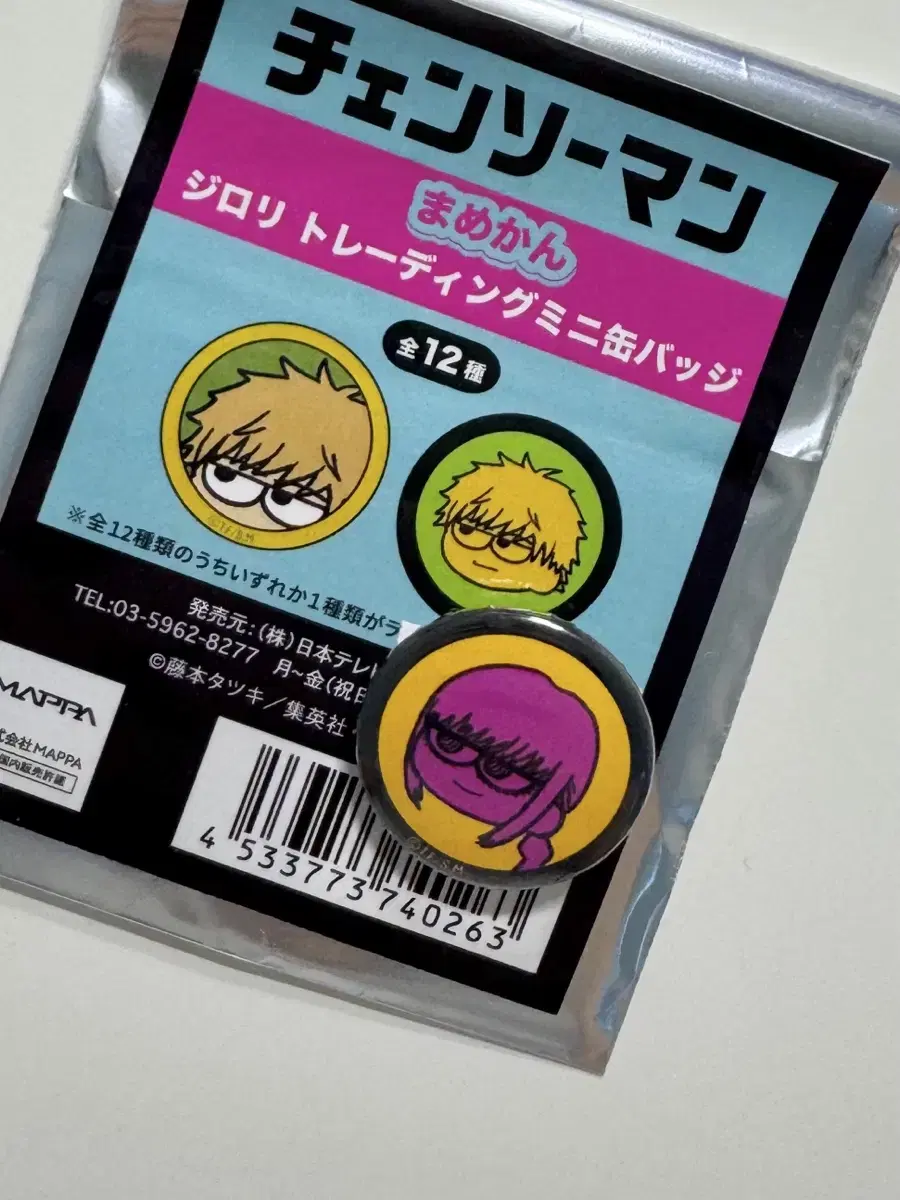 チェンソーマン
まめかん
ジロリ トレーディングミニ缶バッジ
全12種
※全12種類のうちいずれか1種類がラ
発売元:(株)日本テレ
TEL:03-5962-8277 月~金(祝日
©藤本タツキ/集英社
MAPPA
式会社MAPPA
国内販売許諾
4 533773 740263